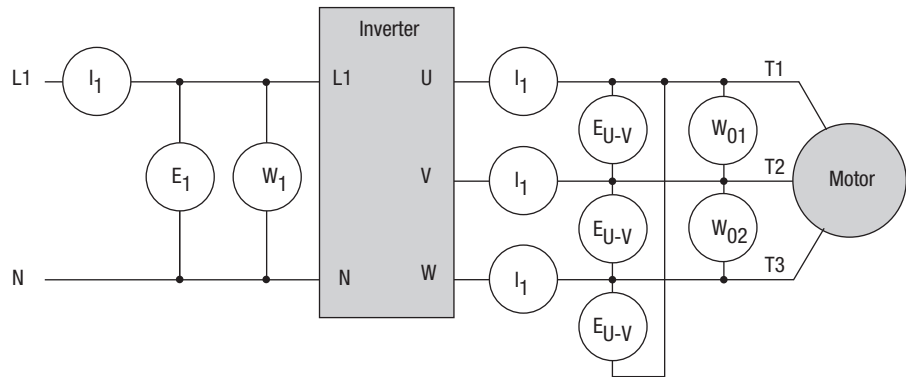 Inverter
L1 I1 L1 U I1 T1
EU-V W01
E1 W1 V I1 T2 Motor
EU-V W02
N N W I1 T3
EU-V